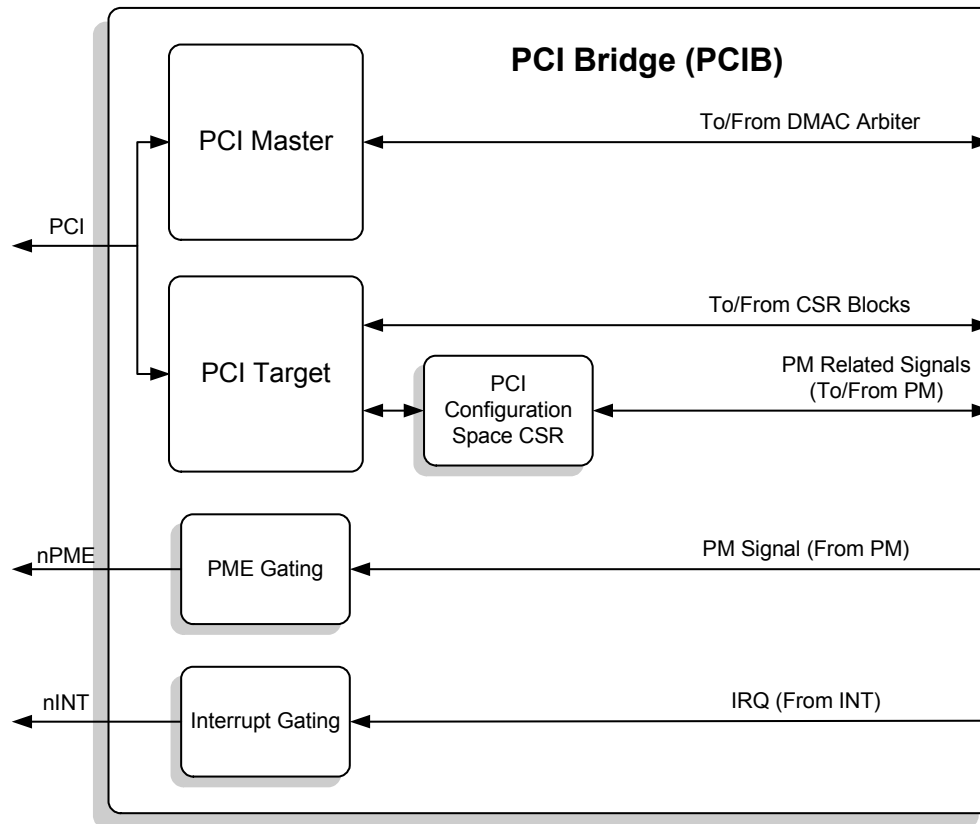 PCI Bridge (PCIB)
PCI Master
To/From DMAC Arbiter
PCI
To/From CSR Blocks
PCI Target
PCI
Configuration
Space CSR
PM Related Signals
(To/From PM)
nPME
PME Gating
PM Signal (From PM)
nINT
Interrupt Gating
IRQ (From INT)